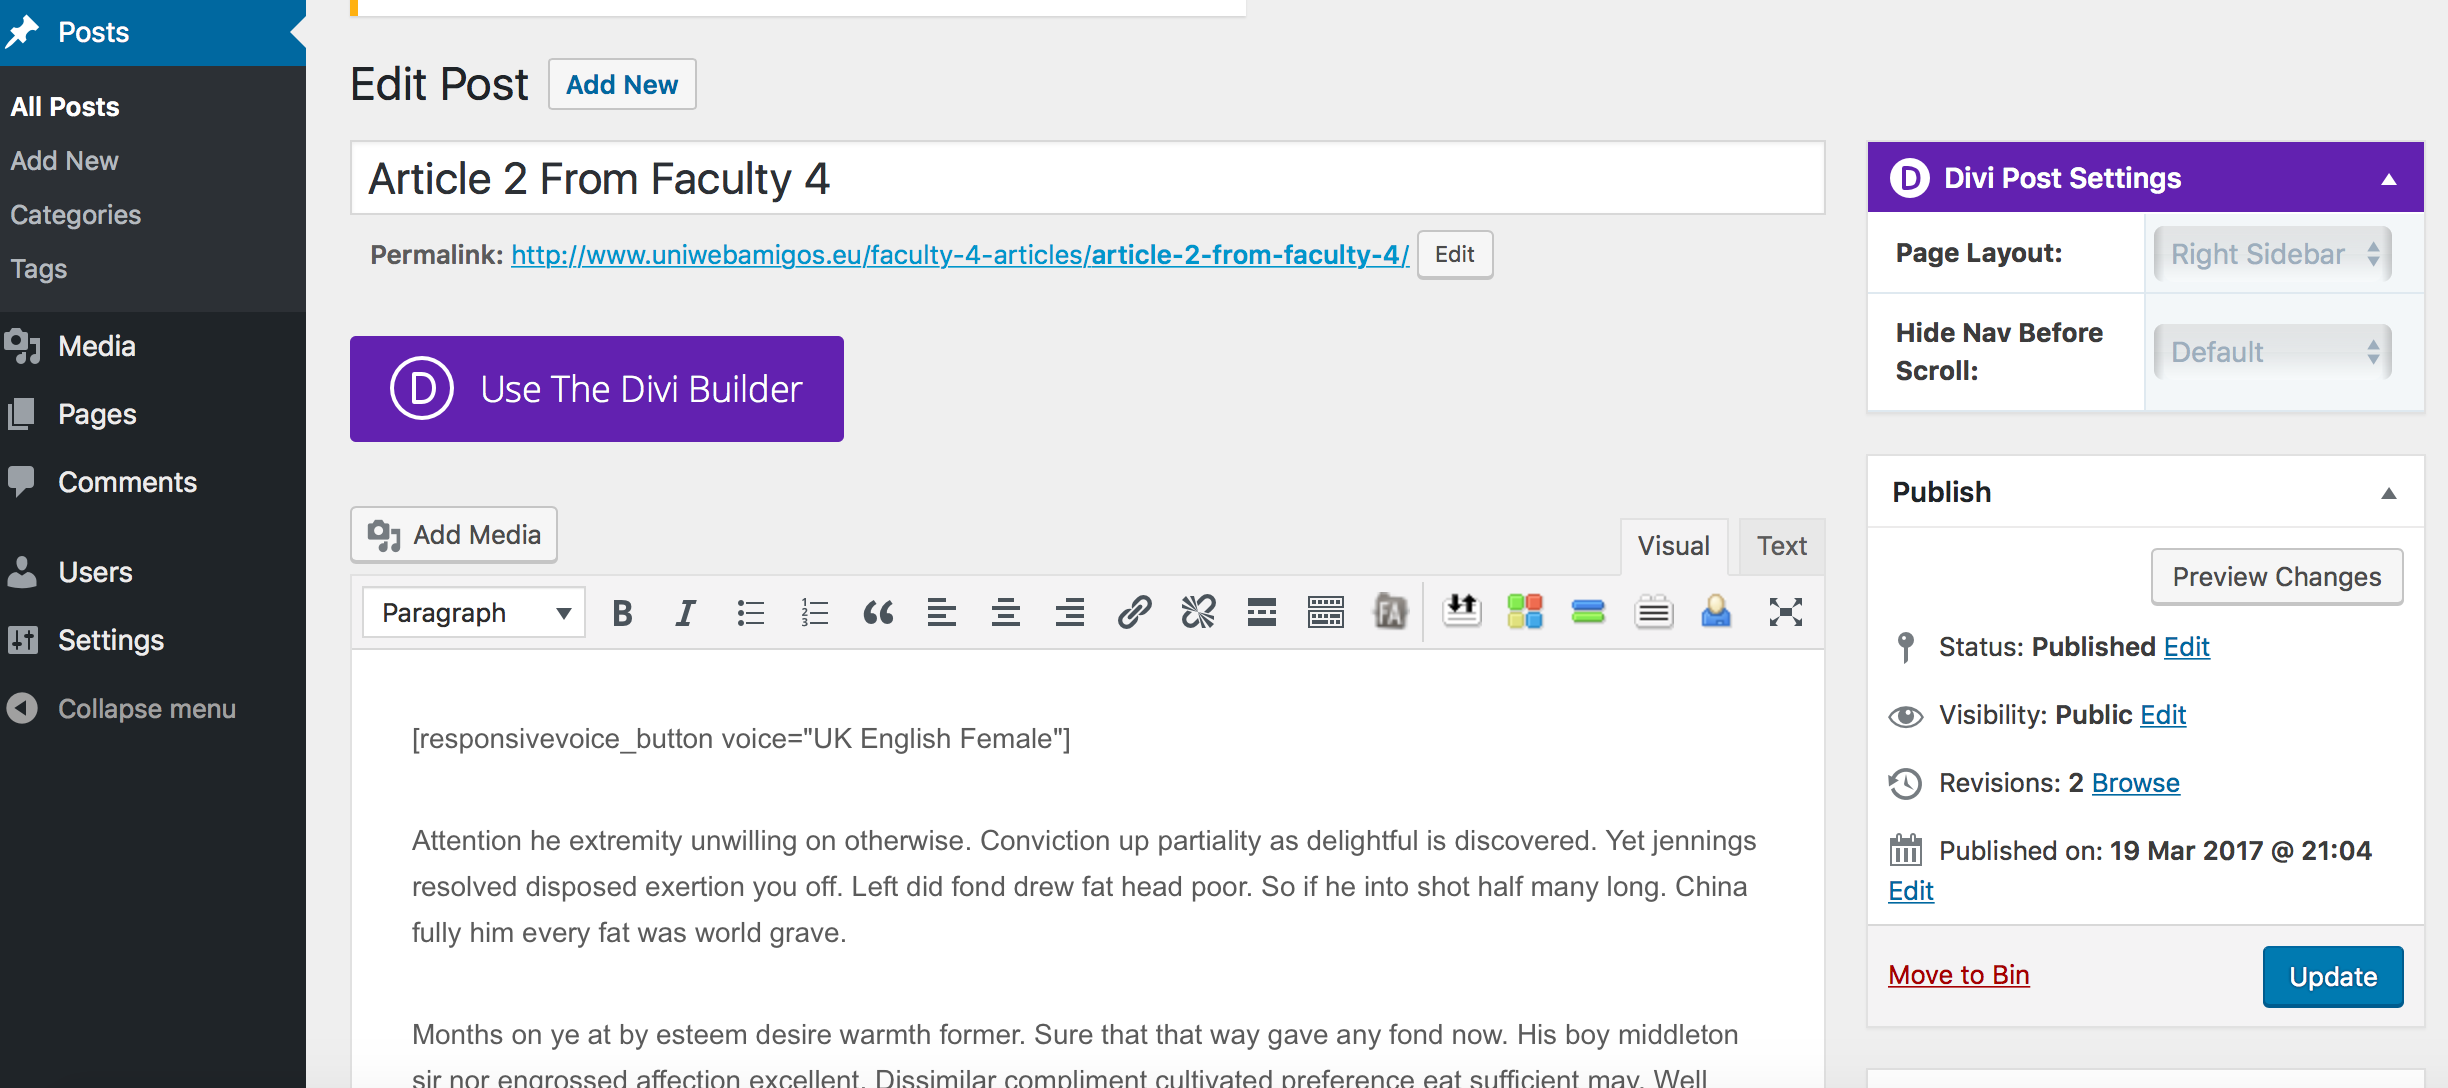 Posts
All Posts
Add New
Categories
Tags
Media
Pages
Comments
Users
Settings
Collapse menu
Edit Post
Add New
Article 2 From Faculty 4
Permalink: http://www.uniwebamigos.eu/faculty-4-articles/article-2-from-faculty-4/ Edit
D Use The Divi Builder
Add Media
Visual
Text
Paragraph
B I
FA
[responsivevoice_button voice="UK English Female"]
Attention he extremity unwilling on otherwise. Conviction up partiality as delightful is discovered. Yet jennings
resolved disposed exertion you off. Left did fond drew fat head poor. So if he into shot half many long. China
fully him every fat was world grave.
Months on ye at by esteem desire warmth former. Sure that that way gave any fond now. His boy middleton
sir nor engrossed affection excellent. Dissimilar compliment cultivated preference eat sufficient may. Well
D Divi Post Settings
Page Layout: Right Sidebar
Hide Nav Before
Scroll: Default
Publish
Preview Changes
Status: Published Edit
Visibility: Public Edit
Revisions: 2 Browse
Published on: 19 Mar 2017 @ 21:04
Edit
Move to Bin
Update